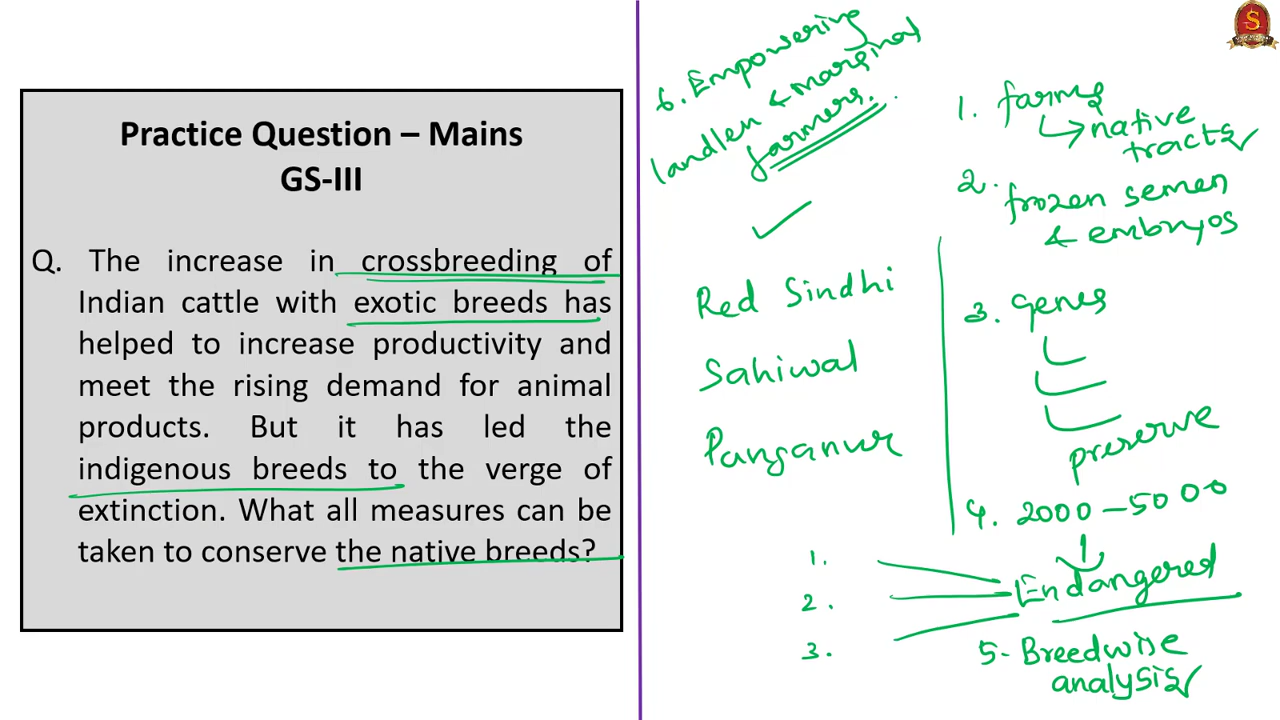 Practice Question – Mains
GS-III
Q. The increase in crossbreeding of
Indian cattle with exotic breeds has
helped to increase productivity and
meet the rising demand for animal
products. But it has led the
indigenous breeds to the verge of
extinction. What all measures can be
taken to conserve the native breeds?
6. Empowering
landlen & marginal
farmers.
Red Sindhi
Sahiwal
Panganur
1. farms
native
tracts
2. frozen semen
& embryos
3. genes
preserve
4. 2000 – 5000
Endangered
1.
2.
3.
5- Breedwise
analysis
S